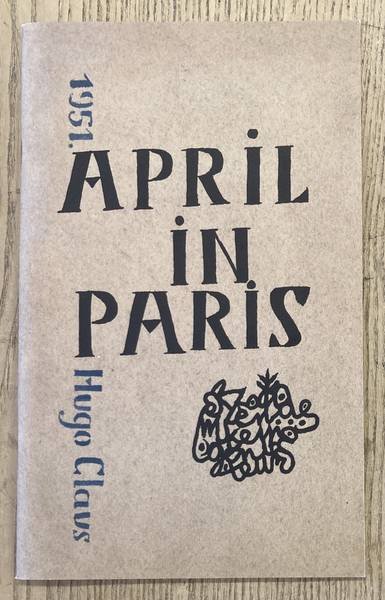 1951.
APRiL
iN
PARiS
Hugo Claus